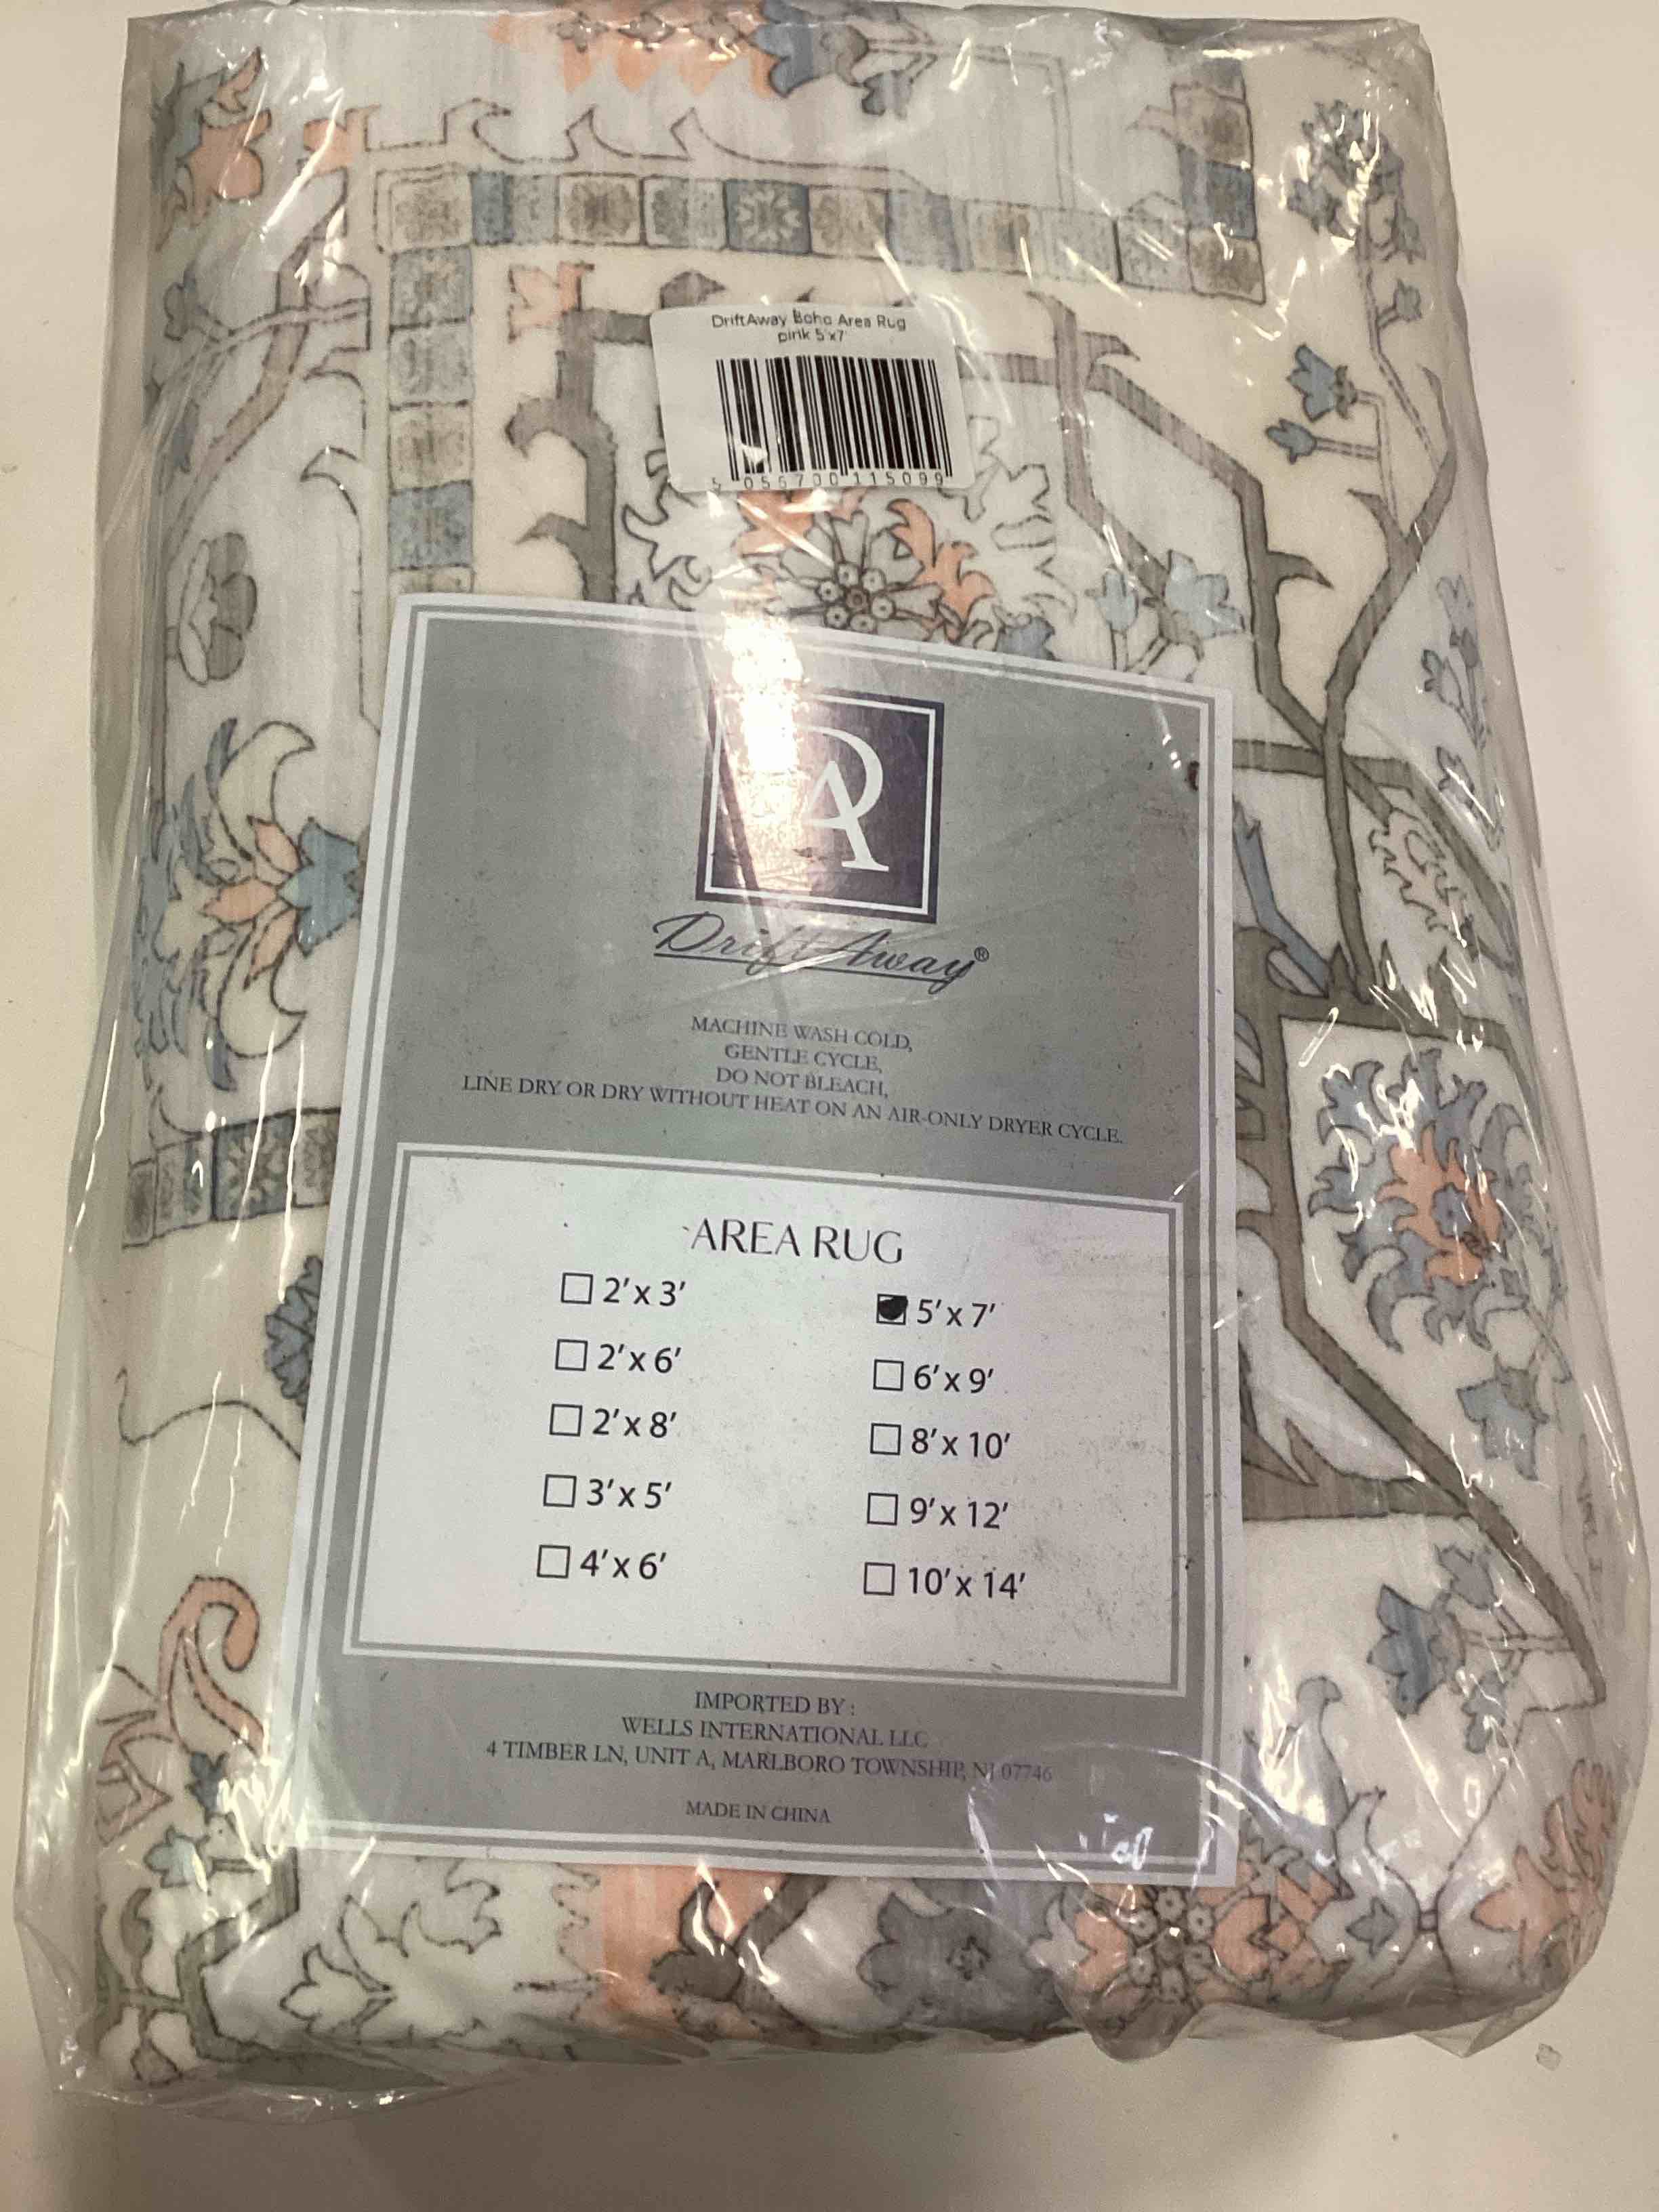 DriftAway Boho Area Rug
pink 5'x7'
5 055700 115099
DA
DriftAway®
MACHINE WASH COLD,
GENTLE CYCLE,
DO NOT BLEACH,
LINE DRY OR DRY WITHOUT HEAT ON AN AIR-ONLY DRYER CYCLE.
AREA RUG
2' x 3'
2' x 6'
2' x 8'
3' x 5'
4' x 6'
5' x 7'
6' x 9'
8' x 10'
9' x 12'
10' x 14'
IMPORTED BY :
WELLS INTERNATIONAL LLC
4 TIMBER LN, UNIT A, MARLBORO TOWNSHIP, NJ 07746
MADE IN CHINA